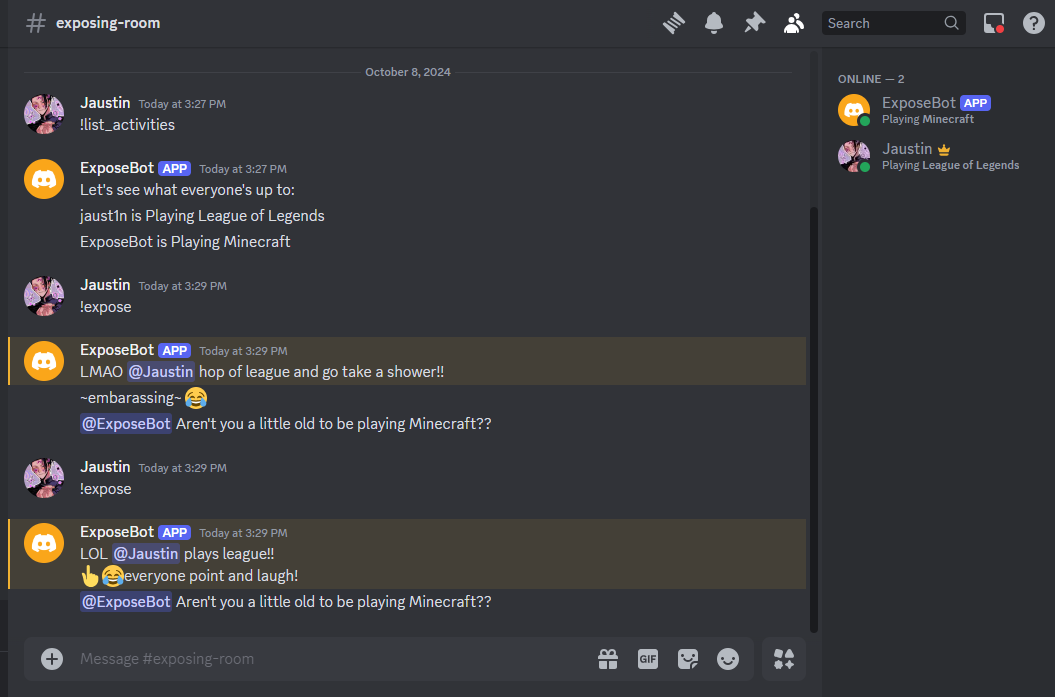 exposing-room
Search
October 8, 2024
Jaustin Today at 3:27 PM
!list_activities
ExposeBot APP Today at 3:27 PM
Let's see what everyone's up to:
jaust1n is Playing League of Legends
ExposeBot is Playing Minecraft
Jaustin Today at 3:29 PM
!expose
ExposeBot APP Today at 3:29 PM
LMAO @Jaustin hop of league and go take a shower!!
~embarassing~ 😂
@ExposeBot Aren't you a little old to be playing Minecraft??
Jaustin Today at 3:29 PM
!expose
ExposeBot APP Today at 3:29 PM
LOL @Jaustin plays league!!
👆😂everyone point and laugh!
@ExposeBot Aren't you a little old to be playing Minecraft??
Message #exposing-room
GIF
ONLINE — 2
ExposeBot APP
Playing Minecraft
Jaustin
Playing League of Legends